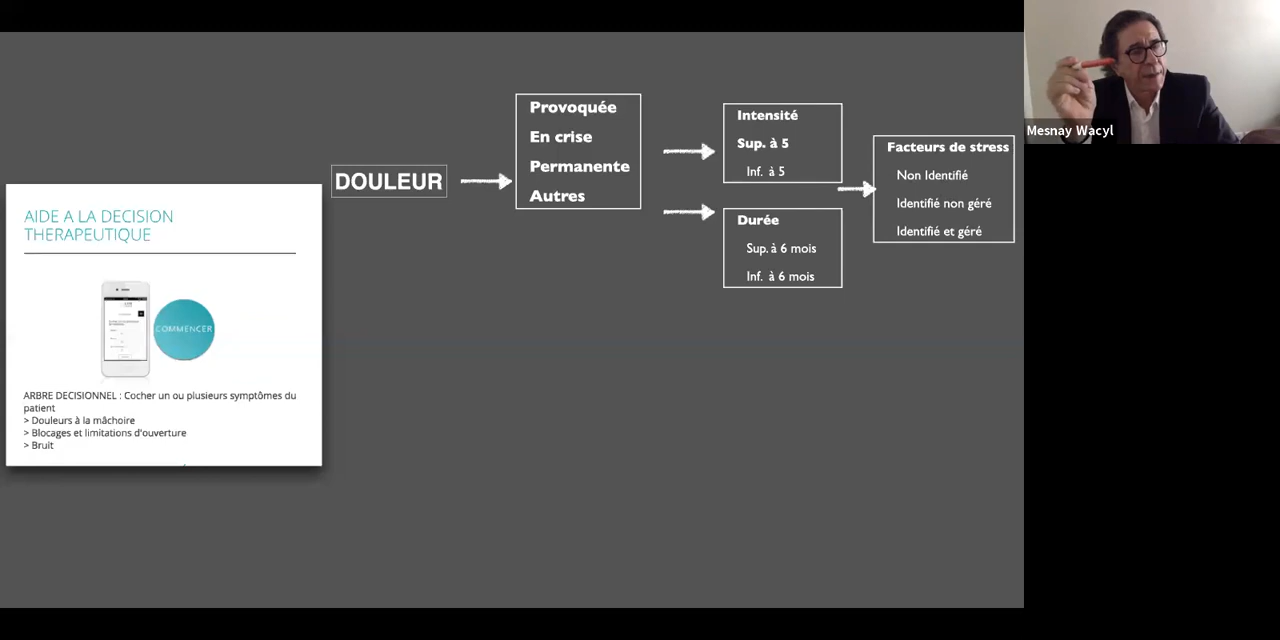 AIDE A LA DECISION
THERAPEUTIQUE
COMMENCER
ARBRE DECISIONNEL : Cocher un ou plusieurs symptômes du
patient
> Douleurs à la mâchoire
> Blocages et limitations d'ouverture
> Bruit
DOULEUR
Provoquée
En crise
Permanente
Autres
Intensité
Sup. à 5
Inf. à 5
Durée
Sup. à 6 mois
Inf. à 6 mois
Facteurs de stress
Non Identifié
Identifié non géré
Identifié et géré
Mesnay Wacyl